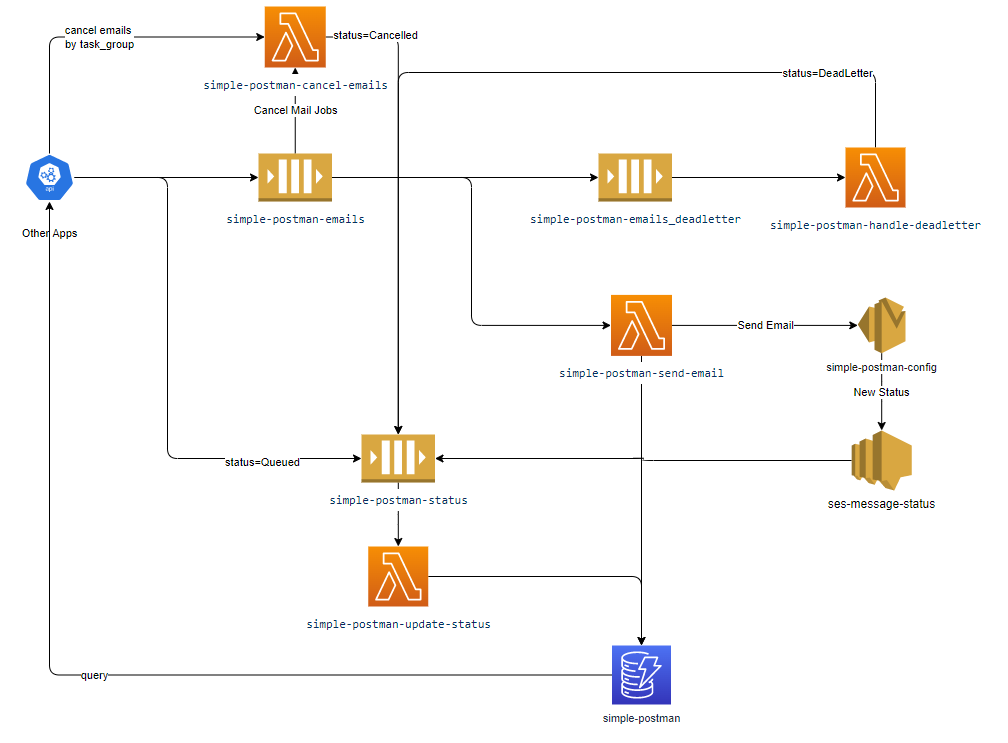 cancel emails
by task_group
status=Cancelled
status=DeadLetter
simple-postman-cancel-emails
Cancel Mail Jobs
api
Other Apps
simple-postman-emails
simple-postman-emails_deadletter
simple-postman-handle-deadletter
Send Email
simple-postman-send-email
simple-postman-config
New Status
status=Queued
simple-postman-status
ses-message-status
simple-postman-update-status
query
simple-postman